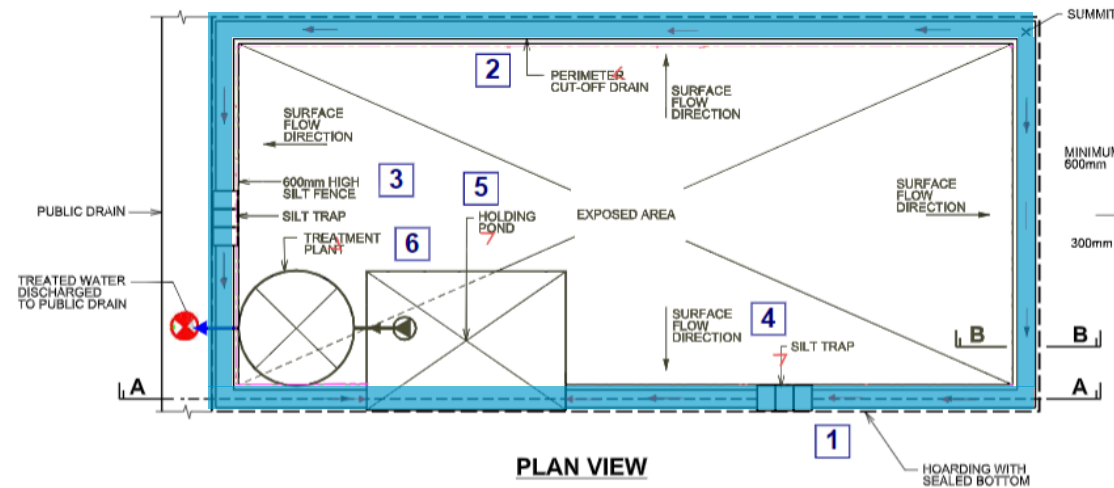 SUMMIT
2
PERIMETER
CUT-OFF DRAIN
SURFACE
FLOW
DIRECTION
SURFACE
FLOW
DIRECTION
MINIMUM
600mm
600mm HIGH
SILT FENCE
3
5
SURFACE
FLOW
DIRECTION
PUBLIC DRAIN
SILT TRAP
HOLDING
POND
EXPOSED AREA
TREATMENT
PLANT
6
300mm
TREATED WATER
DISCHARGED
TO PUBLIC DRAIN
SURFACE
FLOW
DIRECTION
4
SILT TRAP
B
B
A
A
1
PLAN VIEW
HOARDING WITH
SEALED BOTTOM